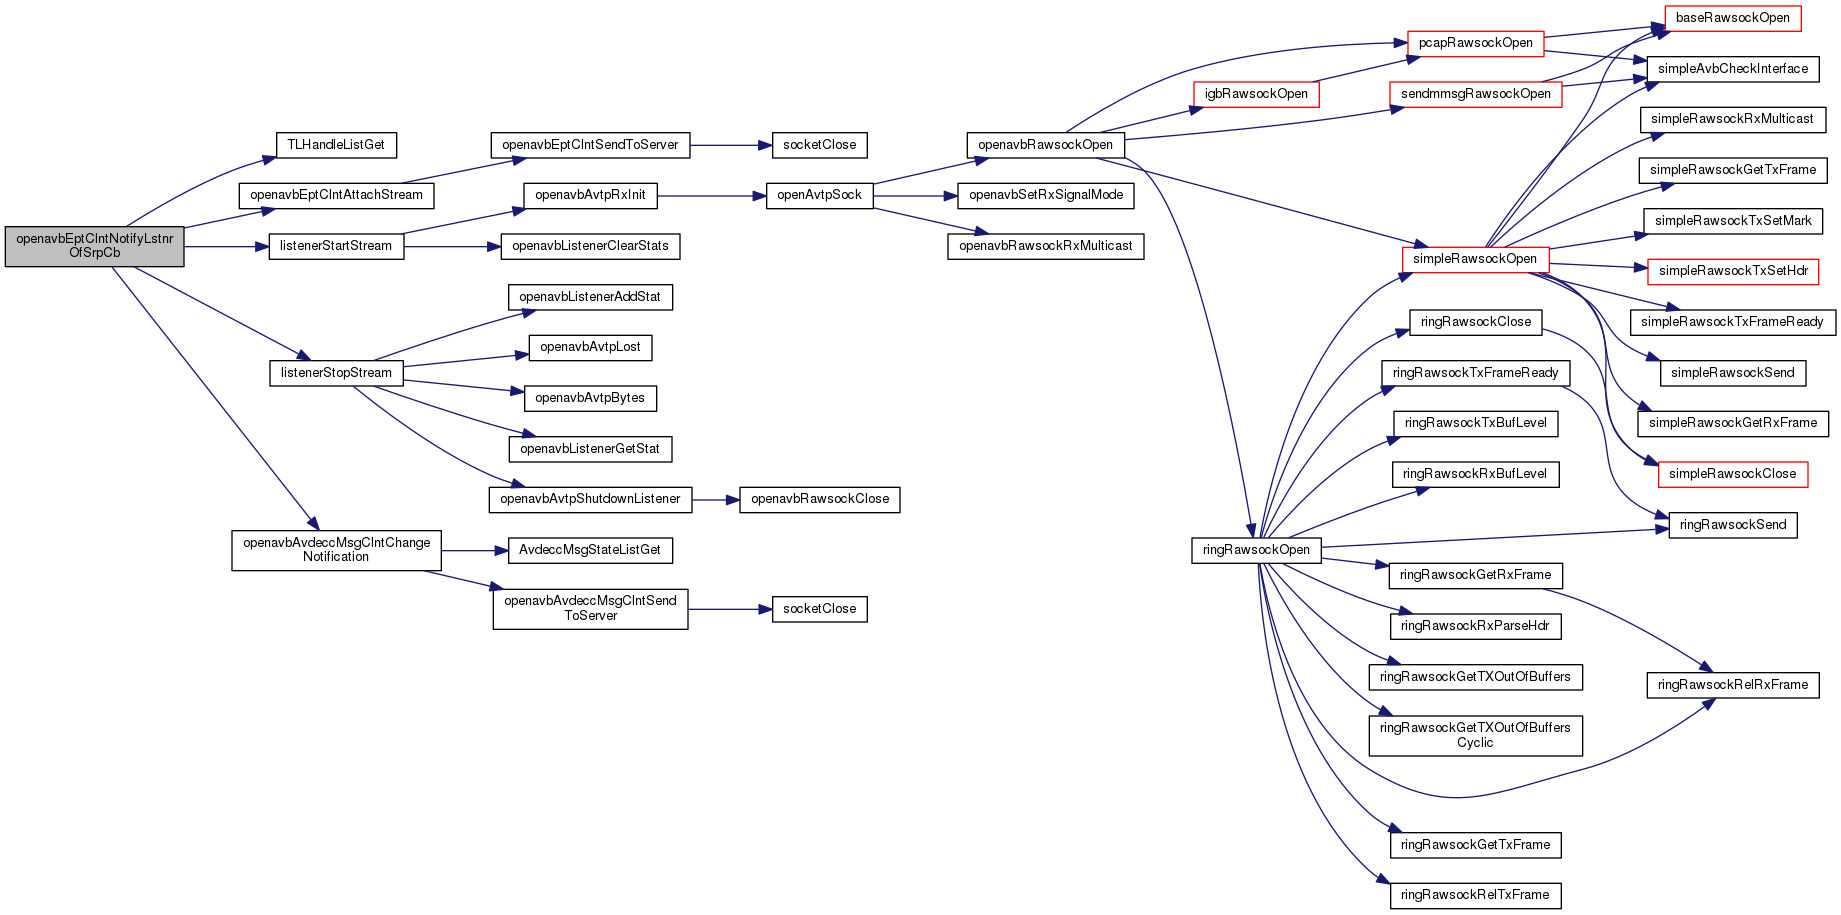 openavbEptClntNotifyLstnr
OfSrpCb
TLHandleListGet
openavbEptClntAttachStream
listenerStartStream
listenerStopStream
openavbAvdeccMsgClntChange
Notification
openavbEptClntSendToServer
openavbAvtpRxInit
openavbListenerClearStats
openavbListenerAddStat
openavbAvtpLost
openavbAvtpBytes
openavbListenerGetStat
openavbAvtpShutdownListener
AvdeccMsgStateListGet
openavbAvdeccMsgClntSend
ToServer
socketClose
openAvtpSock
openavbRawsockClose
socketClose
openavbRawsockOpen
openavbSetRxSignalMode
openavbRawsockRxMulticast
igbRawsockOpen
ringRawsockOpen
pcapRawsockOpen
sendmmsgRawsockOpen
simpleRawsockOpen
ringRawsockClose
ringRawsockTxFrameReady
ringRawsockTxBufLevel
ringRawsockRxBufLevel
ringRawsockGetRxFrame
ringRawsockRxParseHdr
ringRawsockGetTXOutOfBuffers
ringRawsockGetTXOutOfBuffers
Cyclic
ringRawsockGetTxFrame
ringRawsockRelTxFrame
baseRawsockOpen
simpleAvbCheckInterface
simpleRawsockRxMulticast
simpleRawsockGetTxFrame
simpleRawsockTxSetMark
simpleRawsockTxSetHdr
simpleRawsockTxFrameReady
simpleRawsockSend
simpleRawsockGetRxFrame
simpleRawsockClose
ringRawsockSend
ringRawsockRelRxFrame